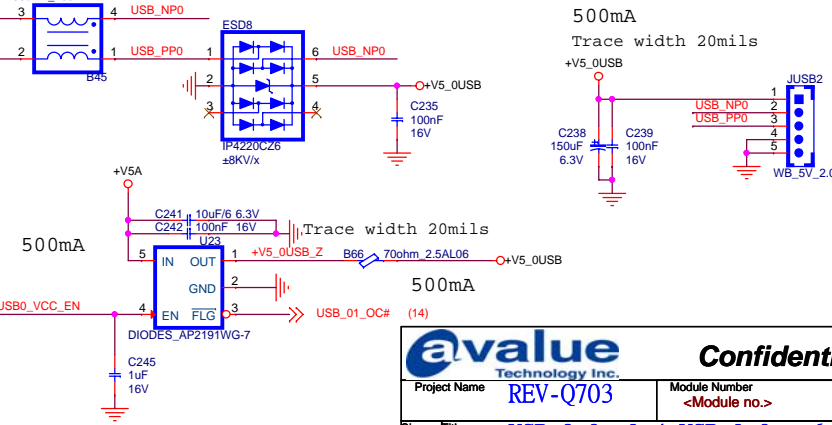 3
4
USB_NP0
2
1
USB_PP0
B45
ESD8
1
6
USB_NP0
2
5
+V5_0USB
3
4
IP4220CZ6
±8KV/x
C235
100nF
16V
500mA
Trace width 20mils
+V5_0USB
JUSB2
1
USB_NP0
2
USB_PP0
3
4
5
C238
150uF
6.3V
C239
100nF
16V
WB_5V_2.0
+V5A
C241
10uF/6 6.3V
C242
100nF 16V
Trace width 20mils
500mA
U23
5
IN
OUT
1
+V5_0USB_Z
B66
70ohm_2.5AL06
+V5_0USB
GND
2
500mA
USB0_VCC_EN
4
EN
FLG
3
USB_01_OC#
(14)
DIODES_AP2191WG-7
C245
1uF
16V
avalue
Technology Inc.
Confidenti
Project Name
REV-Q703
Module Number
<Module no.>